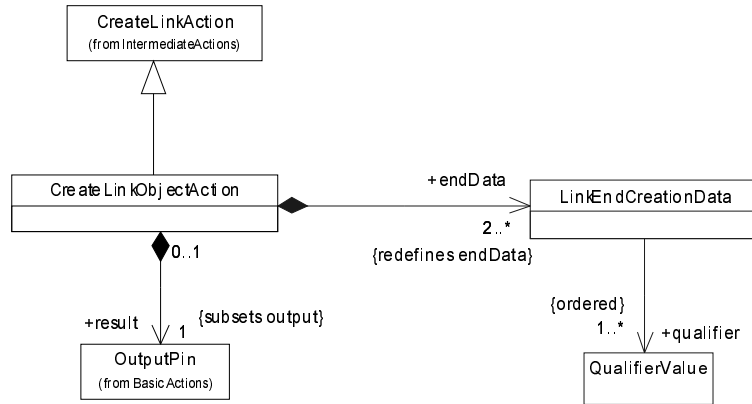 CreateLinkAction
(from IntermediateActions)
CreateLinkObjectAction
+endData
LinkEndCreationData
0..1
2..*
{redefines endData}
+result
1
{subsets output}
{ordered}
1..*
+qualifier
OutputPin
(from BasicActions)
QualifierValue